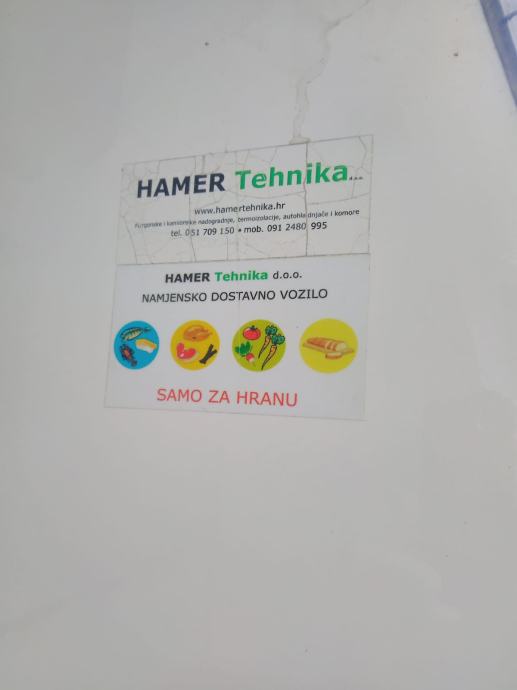 HAMER Tehnika d.o.o.
www.hamertehnika.hr
Furgonske i kamionske nadogradnje, termoizolacije, autohladnjače i komore
tel. 051 709 150 • mob. 091 2480 995
HAMER Tehnika d.o.o.
NAMJENSKO DOSTAVNO VOZILO
SAMO ZA HRANU